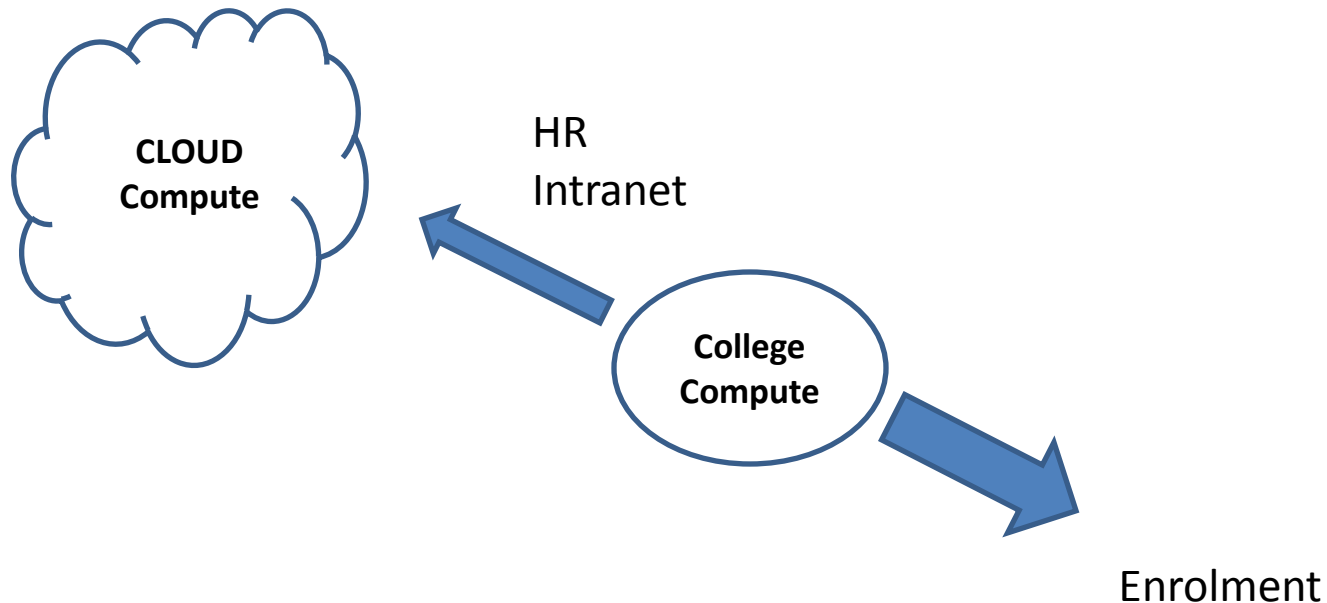 CLOUD
Compute
HR
Intranet
College
Compute
Enrolment